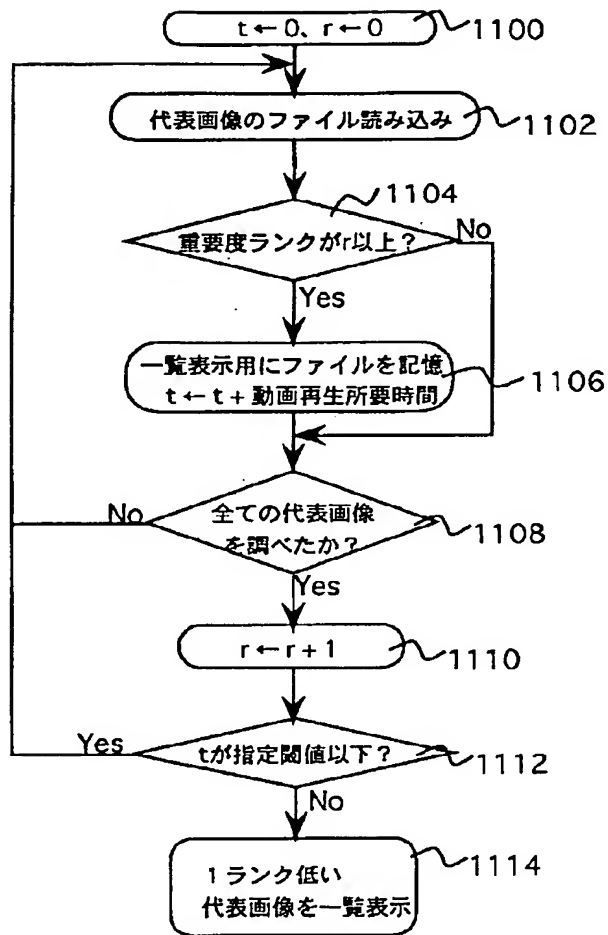 t←0、r←0
1100
代表画像のファイル読み込み
1102
1104
重要度ランクがr以上？
No
Yes
一覧表示用にファイルを記憶
t←t+動画再生所要時間
1106
No
全ての代表画像
を調べたか？
1108
Yes
r←r+1
1110
Yes
tが指定閾値以下？
1112
No
1ランク低い
代表画像を一覧表示
1114